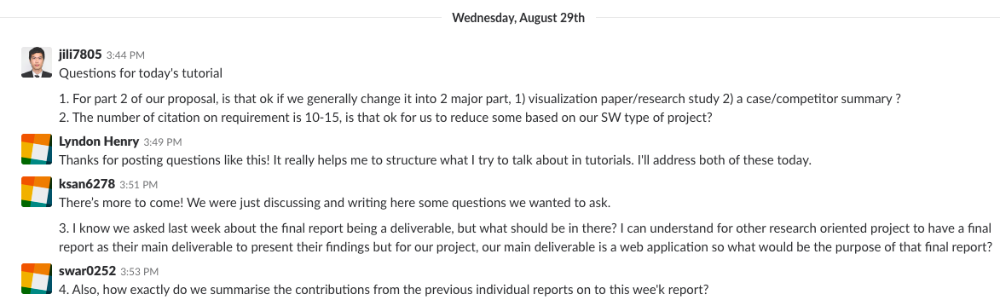 Wednesday, August 29th
jili7805 3:44 PM
Questions for today's tutorial
1. For part 2 of our proposal, is that ok if we generally change it into 2 major part, 1) visualization paper/research study 2) a case/competitor summary ?
2. The number of citation on requirement is 10-15, is that ok for us to reduce some based on our SW type of project?
Lyndon Henry 3:49 PM
Thanks for posting questions like this! It really helps me to structure what I try to talk about in tutorials. I'll address both of these today.
ksan6278 3:51 PM
There's more to come! We were just discussing and writing here some questions we wanted to ask.
3. I know we asked last week about the final report being a deliverable, but what should be in there? I can understand for other research oriented project to have a final
report as their main deliverable to present their findings but for our project, our main deliverable is a web application so what would be the purpose of that final report?
swar0252 3:53 PM
4. Also, how exactly do we summarise the contributions from the previous individual reports on to this wee'k report?